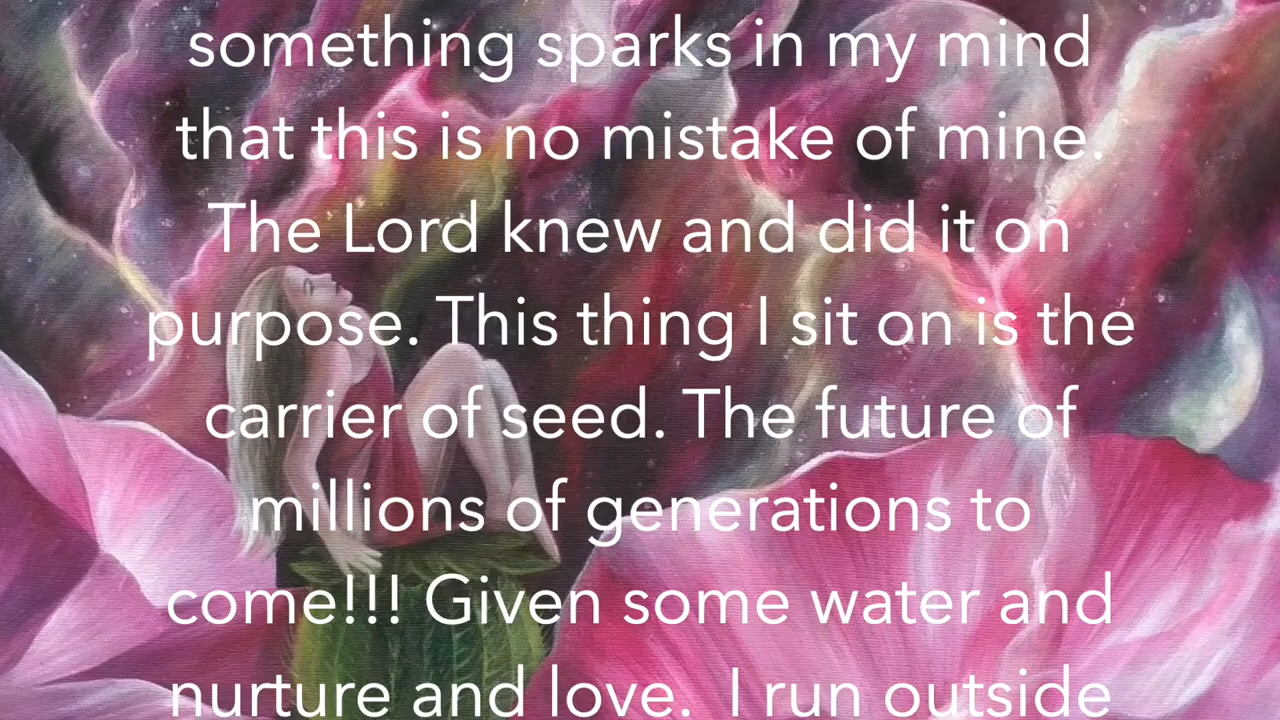 something sparks in my mind
that this is no mistake of mine.
The Lord knew and did it on
purpose. This thing I sit on is the
carrier of seed. The future of
millions of generations to
come!!! Given some water and
nurture and love. I run outside